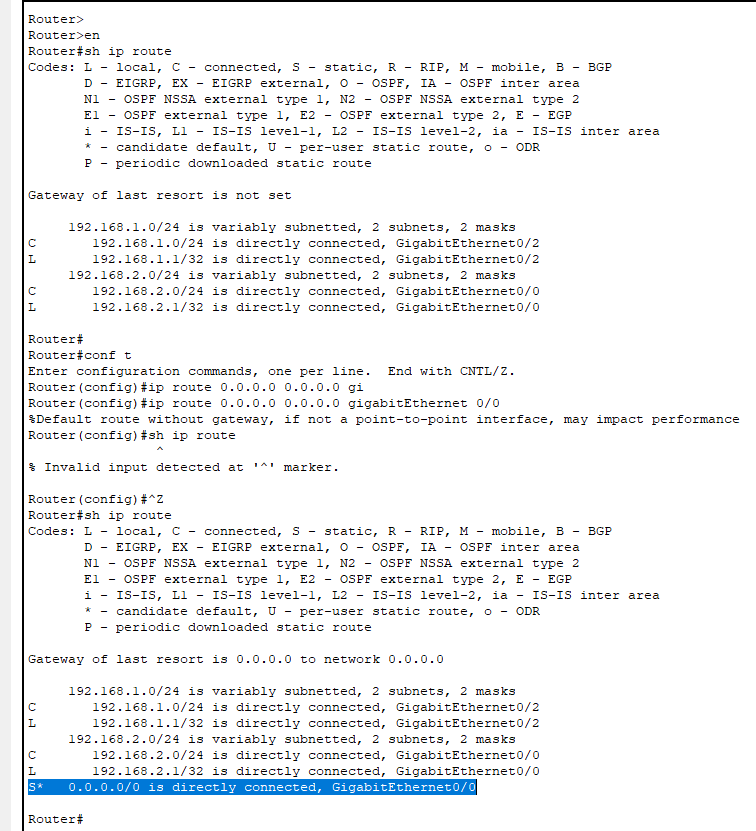 Router>
Router>en
Router#sh ip route
Codes: L - local, C - connected, S - static, R - RIP, M - mobile, B - BGP
       D - EIGRP, EX - EIGRP external, O - OSPF, IA - OSPF inter area
       N1 - OSPF NSSA external type 1, N2 - OSPF NSSA external type 2
       E1 - OSPF external type 1, E2 - OSPF external type 2, E - EGP
       i - IS-IS, L1 - IS-IS level-1, L2 - IS-IS level-2, ia - IS-IS inter area
       * - candidate default, U - per-user static route, o - ODR
       P - periodic downloaded static route

Gateway of last resort is not set

     192.168.1.0/24 is variably subnetted, 2 subnets, 2 masks
C       192.168.1.0/24 is directly connected, GigabitEthernet0/2
L       192.168.1.1/32 is directly connected, GigabitEthernet0/2
     192.168.2.0/24 is variably subnetted, 2 subnets, 2 masks
C       192.168.2.0/24 is directly connected, GigabitEthernet0/0
L       192.168.2.1/32 is directly connected, GigabitEthernet0/0

Router#
Router#conf t
Enter configuration commands, one per line.  End with CNTL/Z.
Router(config)#ip route 0.0.0.0 0.0.0.0 gi
Router(config)#ip route 0.0.0.0 0.0.0.0 gigabitEthernet 0/0
%Default route without gateway, if not a point-to-point interface, may impact performance
Router(config)#sh ip route
                ^
% Invalid input detected at '^' marker.

Router(config)#^Z
Router#sh ip route
Codes: L - local, C - connected, S - static, R - RIP, M - mobile, B - BGP
       D - EIGRP, EX - EIGRP external, O - OSPF, IA - OSPF inter area
       N1 - OSPF NSSA external type 1, N2 - OSPF NSSA external type 2
       E1 - OSPF external type 1, E2 - OSPF external type 2, E - EGP
       i - IS-IS, L1 - IS-IS level-1, L2 - IS-IS level-2, ia - IS-IS inter area
       * - candidate default, U - per-user static route, o - ODR
       P - periodic downloaded static route

Gateway of last resort is 0.0.0.0 to network 0.0.0.0

     192.168.1.0/24 is variably subnetted, 2 subnets, 2 masks
C       192.168.1.0/24 is directly connected, GigabitEthernet0/2
L       192.168.1.1/32 is directly connected, GigabitEthernet0/2
     192.168.2.0/24 is variably subnetted, 2 subnets, 2 masks
C       192.168.2.0/24 is directly connected, GigabitEthernet0/0
L       192.168.2.1/32 is directly connected, GigabitEthernet0/0
S*   0.0.0.0/0 is directly connected, GigabitEthernet0/0

Router#